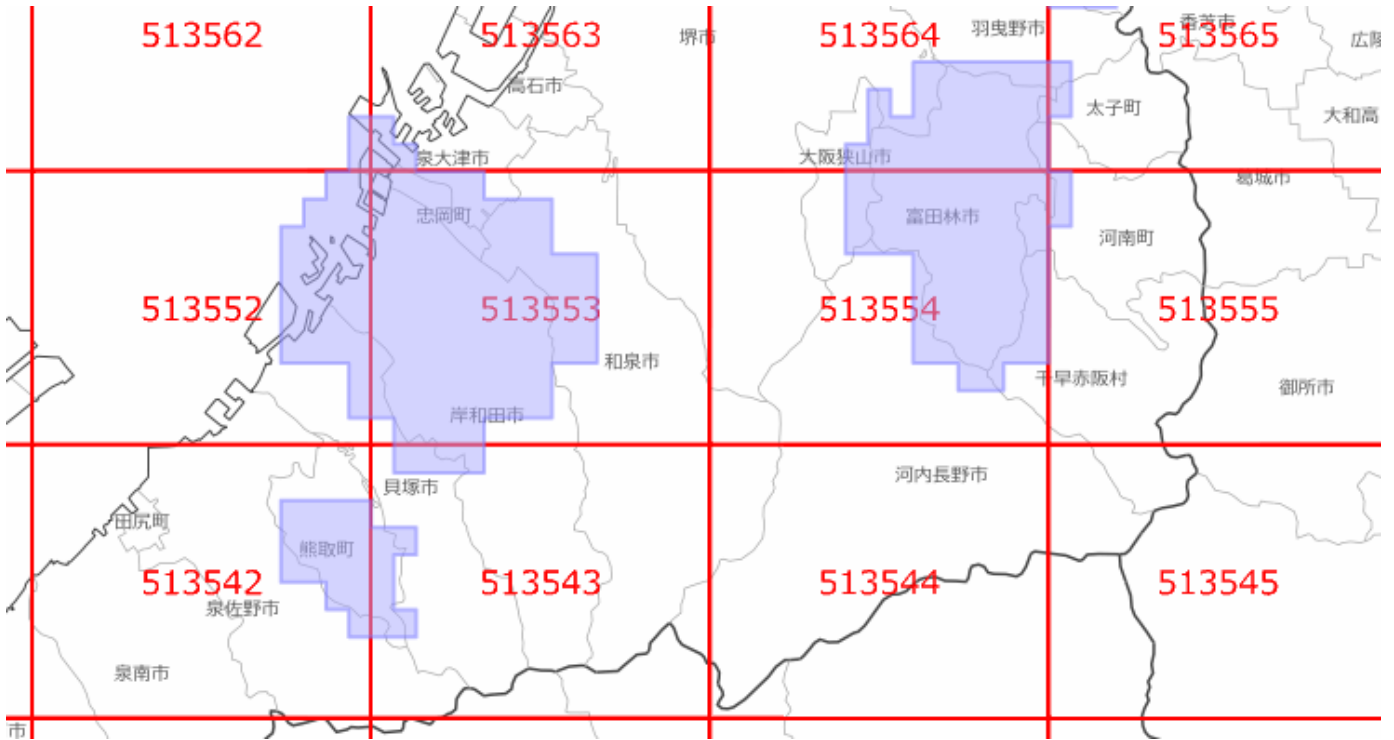 513562
513563
堺市
513564
羽曳野市
香芝市
513565
広陵
高石市
太子町
大和高
泉大津市
大阪狭山市
葛城市
忠岡町
富田林市
河南町
513552
513553
513554
513555
和泉市
千早赤阪村
御所市
岸和田市
貝塚市
河内長野市
田尻町
熊取町
513542
513543
513544
513545
泉佐野市
泉南市
市